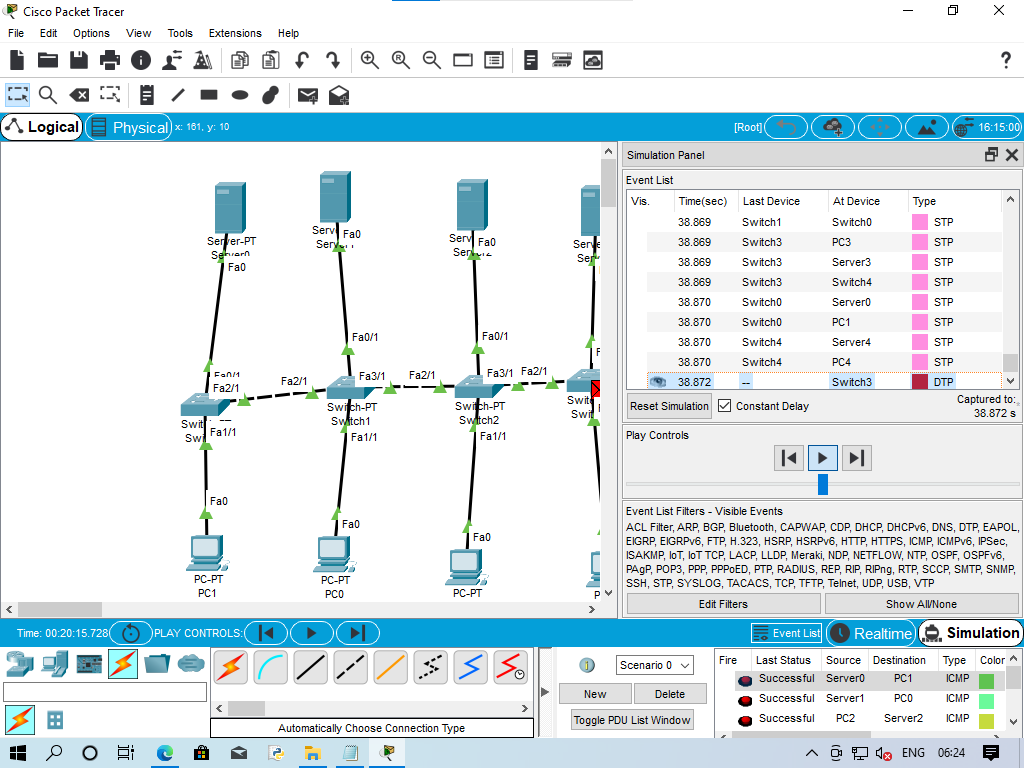 Cisco Packet Tracer
File Edit Options View Tools Extensions Help
Logical Physical x: 161, y: 10 [Root] 16:15:00
Server-PT
Server0
Fa0
Fa0
Fa0
Fa0/1
Fa2/1
Fa1/1
Fa0
PC-PT
PC1
Fa0/1
Fa2/1
Fa3/1
Switch-PT
Switch1
Fa1/1
Fa0
PC-PT
PC0
Fa0/1
Fa2/1
Fa3/1
Switch-PT
Switch2
Fa1/1
Fa0
PC-PT
Fa2/1
Simulation Panel
Event List
Vis. Time(sec) Last Device At Device Type
38.869 Switch1 Switch0 STP
38.869 Switch3 PC3 STP
38.869 Switch3 Server3 STP
38.869 Switch3 Switch4 STP
38.870 Switch0 Server0 STP
38.870 Switch0 PC1 STP
38.870 Switch4 Server4 STP
38.870 Switch4 PC4 STP
38.872 -- Switch3 DTP
Reset Simulation Constant Delay Captured to:
38.872 s
Play Controls
Event List Filters - Visible Events
ACL Filter, ARP, BGP, Bluetooth, CAPWAP, CDP, DHCP, DHCPv6, DNS, DTP, EAPOL,
EIGRP, EIGRPv6, FTP, H.323, HSRP, HSRPv6, HTTP, HTTPS, ICMP, ICMPv6, IPSec,
ISAKMP, IoT, IoT TCP, LACP, LLDP, Meraki, NDP, NETFLOW, NTP, OSPF, OSPFv6,
PAgP, POP3, PPP, PPPoED, PTP, RADIUS, REP, RIP, RIPng, RTP, SCCP, SMTP, SNMP,
SSH, STP, SYSLOG, TACACS, TCP, TFTP, Telnet, UDP, USB, VTP
Edit Filters Show All/None
Time: 00:20:15.728 PLAY CONTROLS: Event List Realtime Simulation
Automatically Choose Connection Type
Scenario 0
New Delete
Toggle PDU List Window
Fire Last Status Source Destination Type Color
Successful Server0 PC1 ICMP
Successful Server1 PC0 ICMP
Successful PC2 Server2 ICMP
ENG 06:24